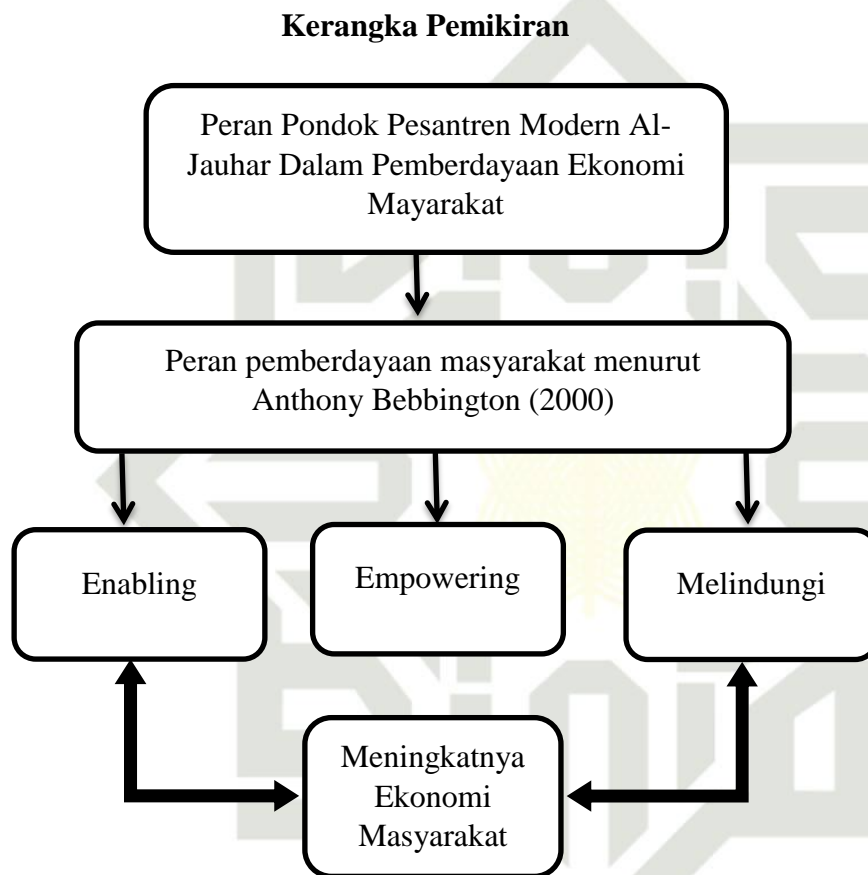 Kerangka Pemikiran
Peran Pondok Pesantren Modern Al-
Jauhar Dalam Pemberdayaan Ekonomi
Mayarakat
Peran pemberdayaan masyarakat menurut
Anthony Bebbington (2000)
Enabling
Empowering
Melindungi
Meningkatnya
Ekonomi
Masyarakat